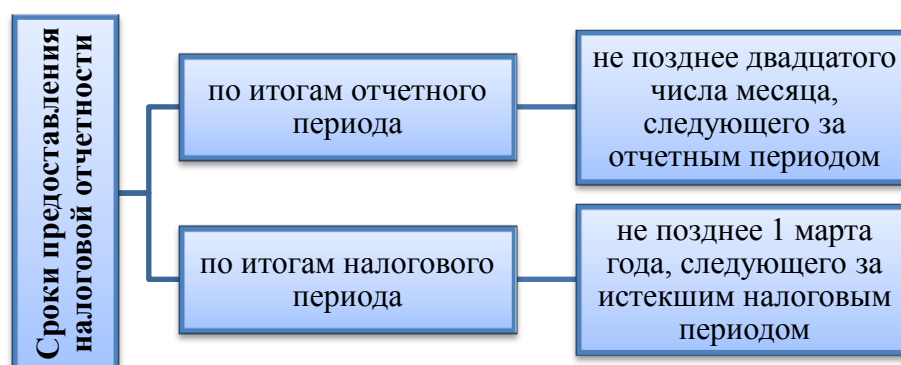 Сроки предоставления
налоговой отчетности
по итогам отчетного
периода
не позднее двадцатого
числа месяца,
следующего за
отчетным периодом
по итогам налогового
периода
не позднее 1 марта
года, следующего за
истекшим налоговым
периодом